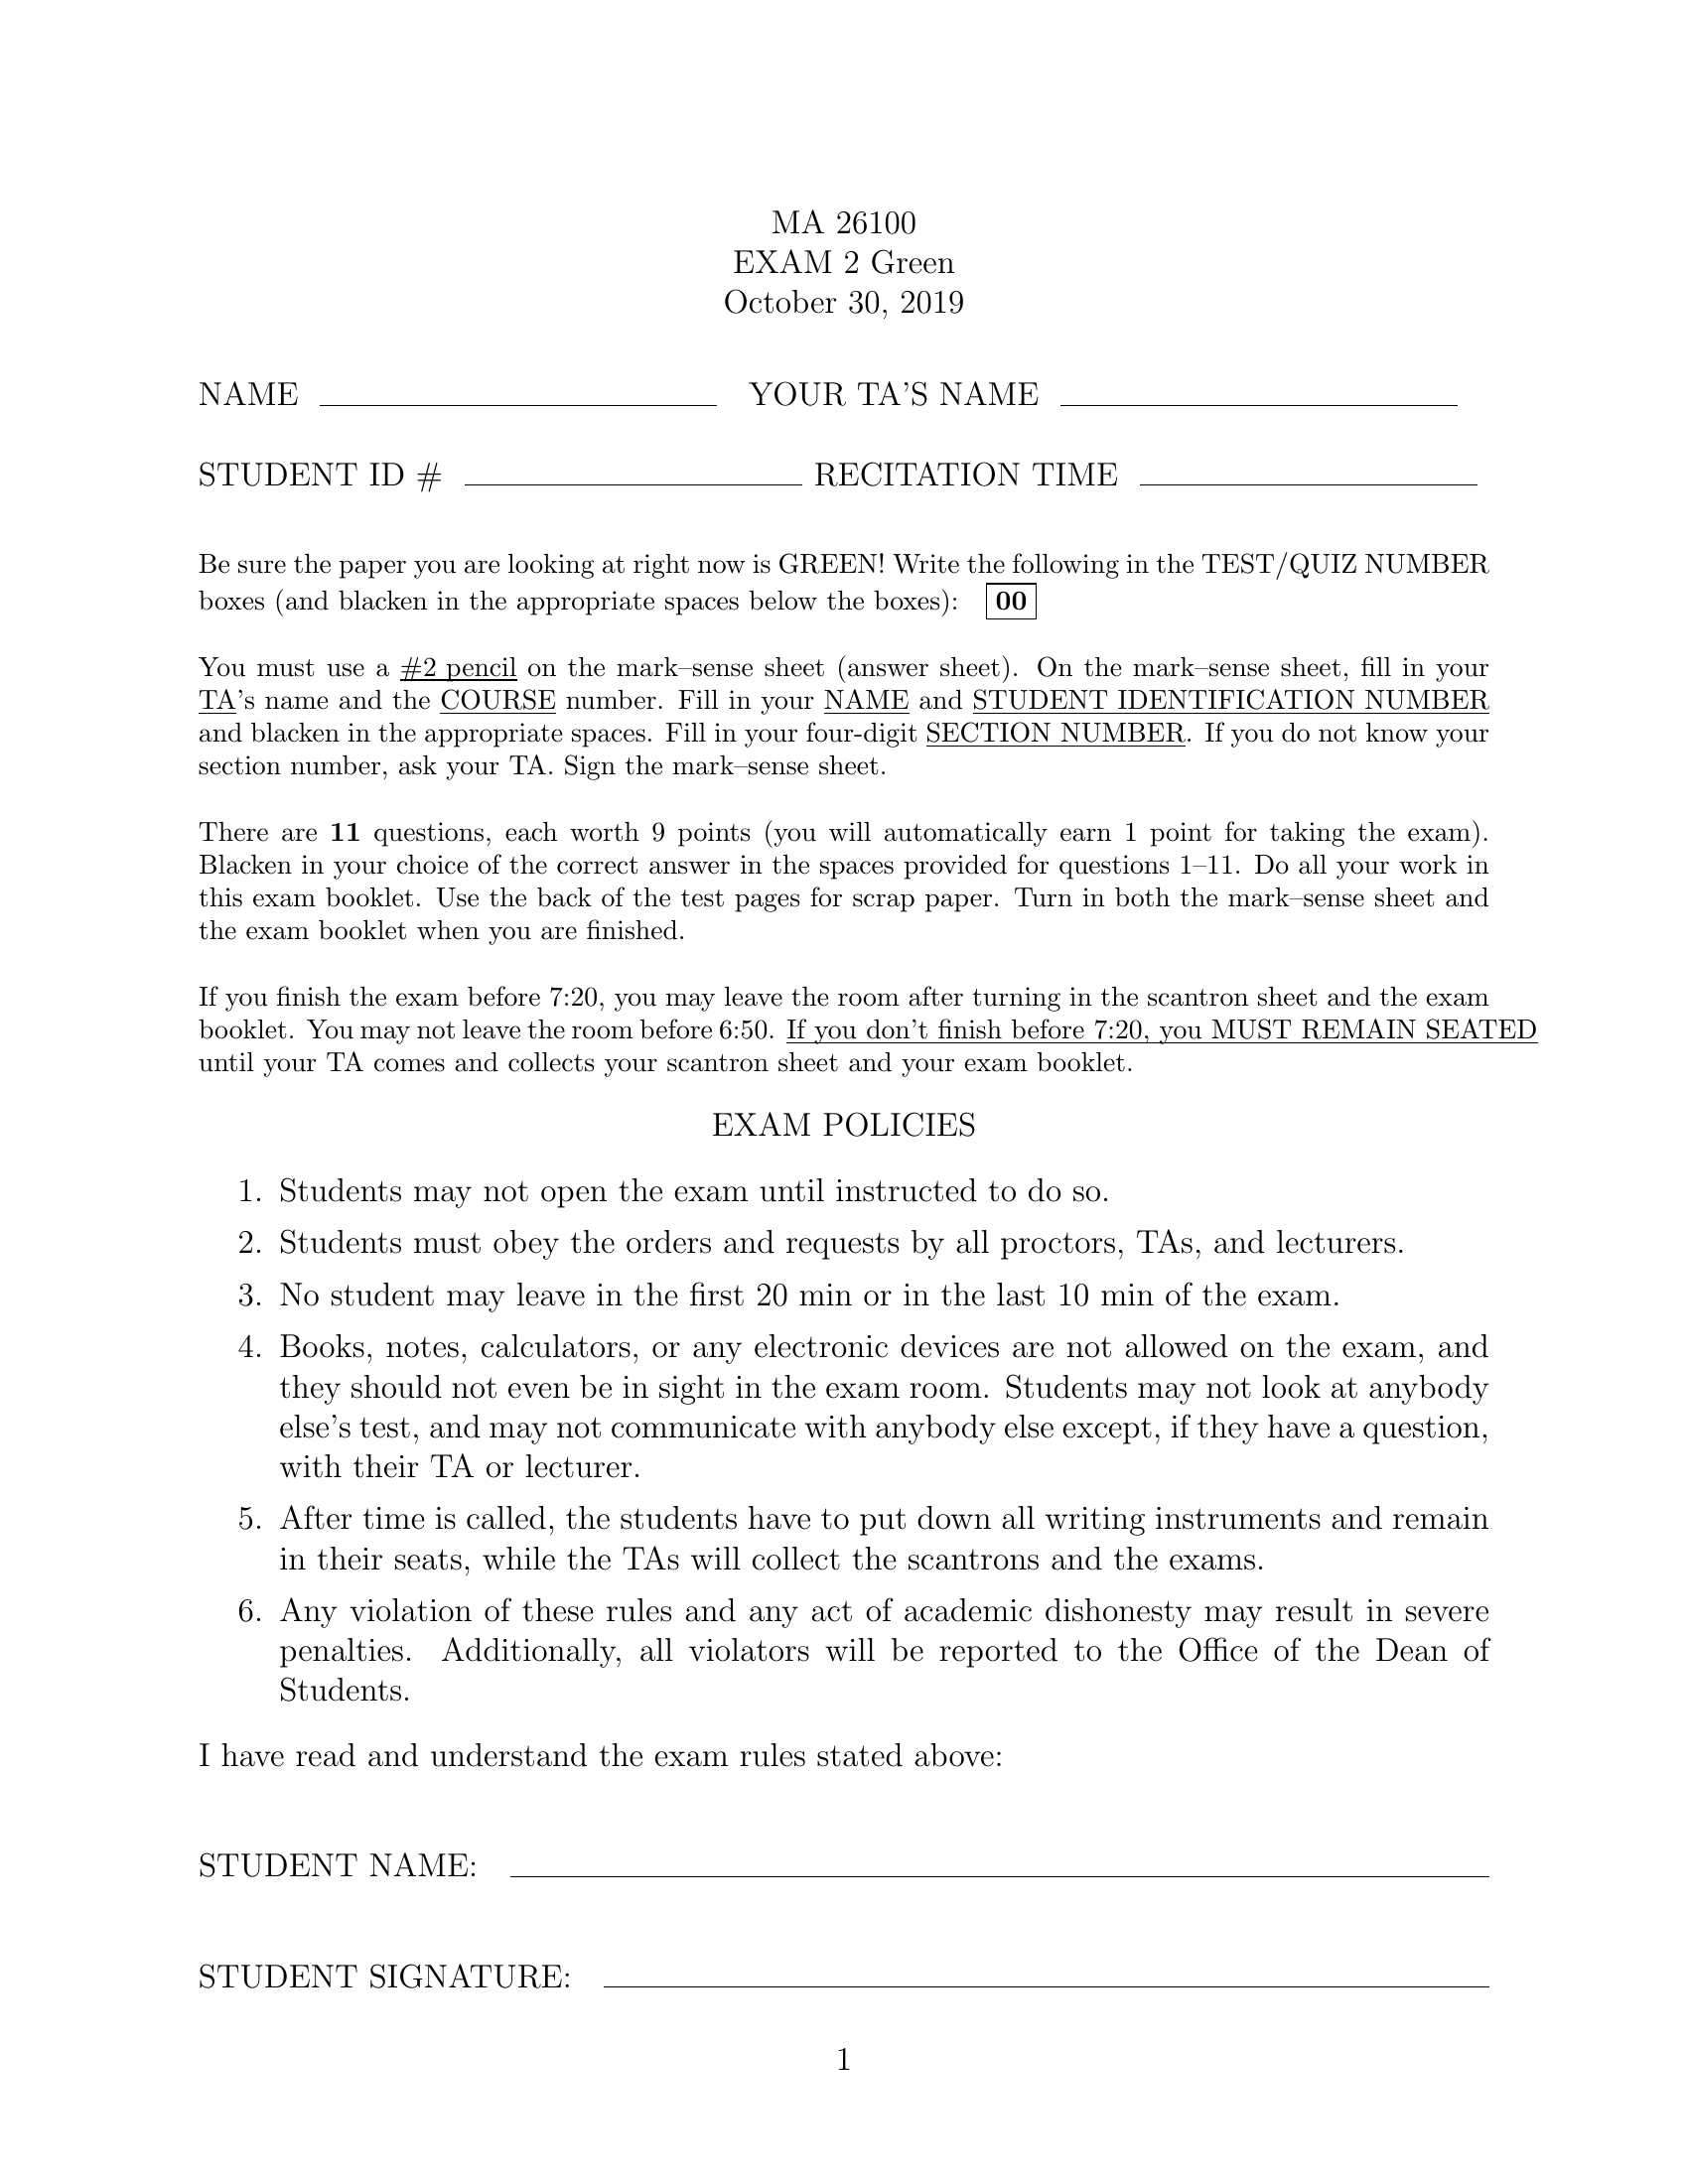 MA 26100
EXAM 2 Green
October 30, 2019
NAME YOUR TA'S NAME
STUDENT ID # RECITATION TIME
Be sure the paper you are looking at right now is GREEN! Write the following in the TEST/QUIZ NUMBER
boxes (and blacken in the appropriate spaces below the boxes): 00
You must use a #2 pencil on the mark–sense sheet (answer sheet). On the mark–sense sheet, fill in your
TA's name and the COURSE number. Fill in your NAME and STUDENT IDENTIFICATION NUMBER
and blacken in the appropriate spaces. Fill in your four-digit SECTION NUMBER. If you do not know your
section number, ask your TA. Sign the mark–sense sheet.
There are 11 questions, each worth 9 points (you will automatically earn 1 point for taking the exam).
Blacken in your choice of the correct answer in the spaces provided for questions 1–11. Do all your work in
this exam booklet. Use the back of the test pages for scrap paper. Turn in both the mark–sense sheet and
the exam booklet when you are finished.
If you finish the exam before 7:20, you may leave the room after turning in the scantron sheet and the exam
booklet. You may not leave the room before 6:50. If you don't finish before 7:20, you MUST REMAIN SEATED
until your TA comes and collects your scantron sheet and your exam booklet.
EXAM POLICIES
1. Students may not open the exam until instructed to do so.
2. Students must obey the orders and requests by all proctors, TAs, and lecturers.
3. No student may leave in the first 20 min or in the last 10 min of the exam.
4. Books, notes, calculators, or any electronic devices are not allowed on the exam, and
they should not even be in sight in the exam room. Students may not look at anybody
else's test, and may not communicate with anybody else except, if they have a question,
with their TA or lecturer.
5. After time is called, the students have to put down all writing instruments and remain
in their seats, while the TAs will collect the scantrons and the exams.
6. Any violation of these rules and any act of academic dishonesty may result in severe
penalties. Additionally, all violators will be reported to the Office of the Dean of
Students.
I have read and understand the exam rules stated above:
STUDENT NAME:
STUDENT SIGNATURE:
1